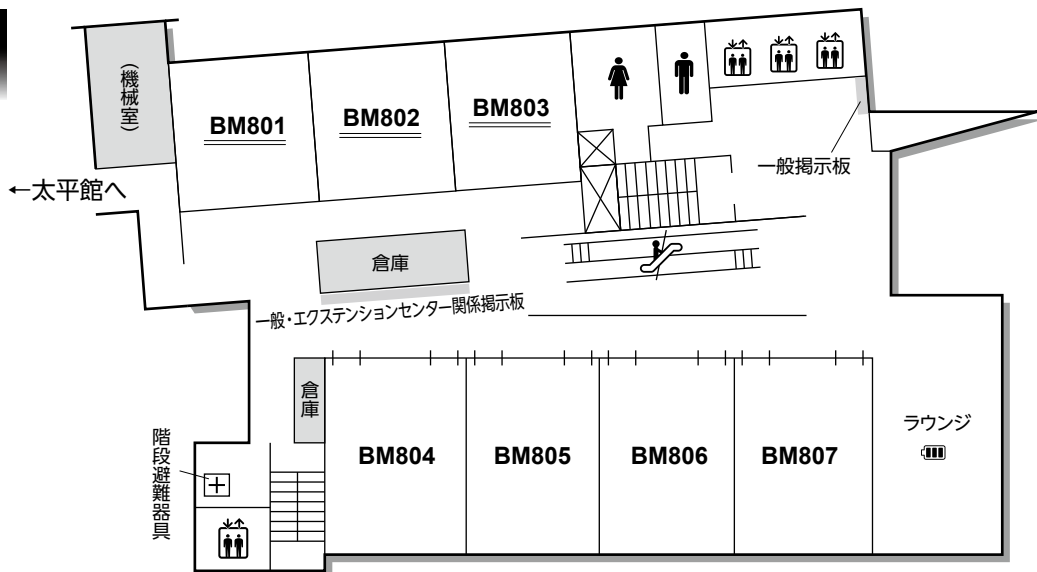 (機械室)
BM801
BM802
BM803
一般掲示板
←太平館へ
倉庫
一般・エクステンションセンター関係掲示板
倉庫
階段避難器具
BM804
BM805
BM806
BM807
ラウンジ